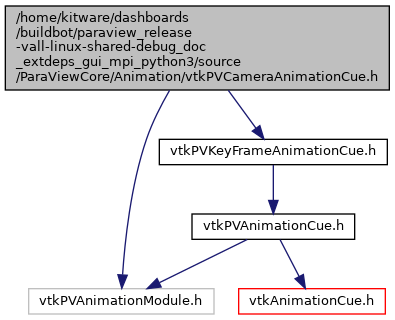 /home/kitware/dashboards
/buildbot/paraview_release
-vall-linux-shared-debug_doc
_extdeps_gui_mpi_python3/source
/ParaViewCore/Animation/vtkPVCameraAnimationCue.h
vtkPVKeyFrameAnimationCue.h
vtkPVAnimationCue.h
vtkPVAnimationModule.h
vtkAnimationCue.h